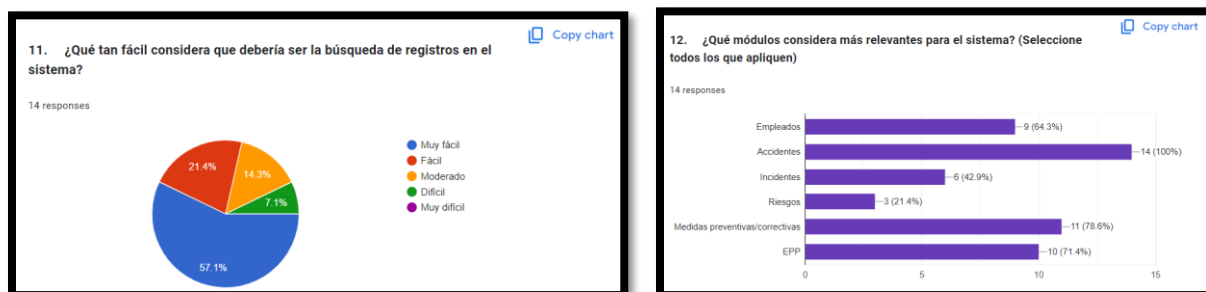 Copy chart
11. ¿Qué tan fácil considera que debería ser la búsqueda de registros en el
sistema?
14 responses
21.4%
14.3%
7.1%
57.1%
Muy fácil
Fácil
Moderado
Difícil
Muy difícil
Copy chart
12. ¿Qué módulos considera más relevantes para el sistema? (Seleccione
todos los que apliquen)
14 responses
Empleados 9 (64.3%)
Accidentes 14 (100%)
Incidentes 6 (42.9%)
Riesgos 3 (21.4%)
Medidas preventivas/correctivas 11 (78.6%)
EPP 10 (71.4%)
0 5 10 15